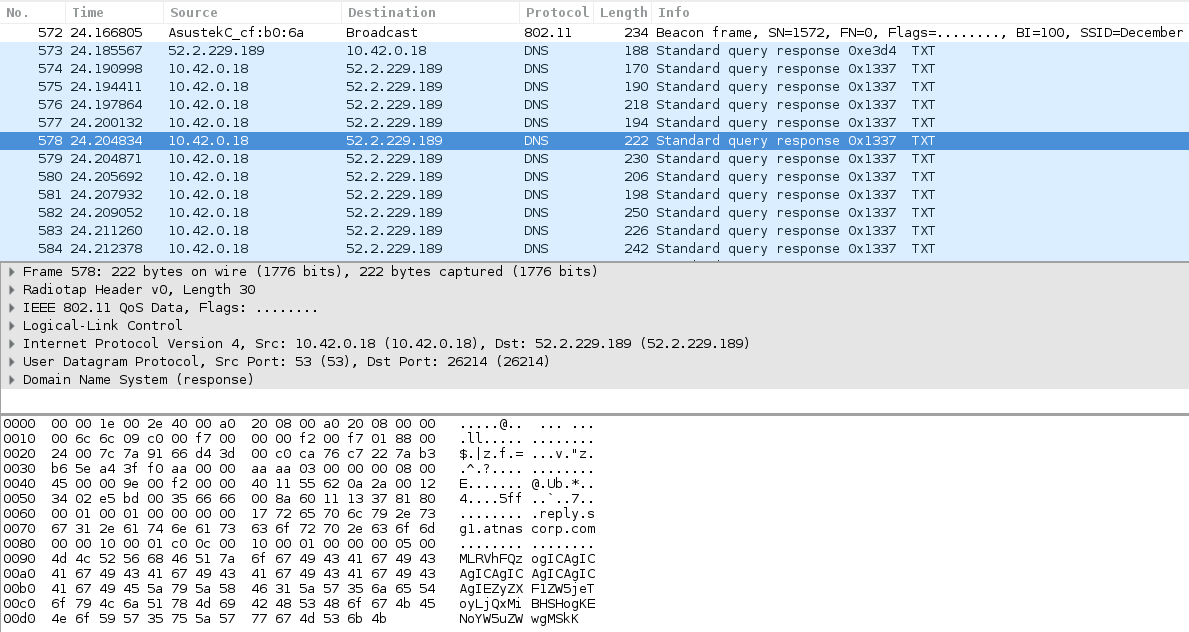 No. Time Source Destination Protocol Length Info
572 24.166805 AsustekC_cf:b0:6a Broadcast 802.11 234 Beacon frame, SN=1572, FN=0, Flags=........, BI=100, SSID=December
573 24.185567 52.2.229.189 10.42.0.18 DNS 188 Standard query response 0xe3d4 TXT
574 24.190998 10.42.0.18 52.2.229.189 DNS 170 Standard query response 0x1337 TXT
575 24.194411 10.42.0.18 52.2.229.189 DNS 190 Standard query response 0x1337 TXT
576 24.197864 10.42.0.18 52.2.229.189 DNS 218 Standard query response 0x1337 TXT
577 24.200132 10.42.0.18 52.2.229.189 DNS 194 Standard query response 0x1337 TXT
578 24.204834 10.42.0.18 52.2.229.189 DNS 222 Standard query response 0x1337 TXT
579 24.204871 10.42.0.18 52.2.229.189 DNS 230 Standard query response 0x1337 TXT
580 24.205692 10.42.0.18 52.2.229.189 DNS 206 Standard query response 0x1337 TXT
581 24.207932 10.42.0.18 52.2.229.189 DNS 198 Standard query response 0x1337 TXT
582 24.209052 10.42.0.18 52.2.229.189 DNS 250 Standard query response 0x1337 TXT
583 24.211260 10.42.0.18 52.2.229.189 DNS 226 Standard query response 0x1337 TXT
584 24.212378 10.42.0.18 52.2.229.189 DNS 242 Standard query response 0x1337 TXT
Frame 578: 222 bytes on wire (1776 bits), 222 bytes captured (1776 bits)
Radiotap Header v0, Length 30
IEEE 802.11 QoS Data, Flags: ........
Logical-Link Control
Internet Protocol Version 4, Src: 10.42.0.18 (10.42.0.18), Dst: 52.2.229.189 (52.2.229.189)
User Datagram Protocol, Src Port: 53 (53), Dst Port: 26214 (26214)
Domain Name System (response)
0000 00 00 1e 00 2e 40 00 a0 20 08 00 a0 20 08 00 00 .....@.. ... ...
0010 00 6c 6c 09 c0 00 f7 00 00 00 f2 00 f7 01 88 00 .ll..... ........
0020 24 00 7c 7a 91 66 d4 3d 00 c0 ca 76 c7 22 7a b3 $.|z.f.= ...v."z.
0030 b6 5e a4 3f f0 aa 00 00 aa aa 03 00 00 00 08 00 .^.?.... ........
0040 45 00 00 9e 00 f2 00 00 40 11 55 62 0a 2a 00 12 E....... @.Ub.*..
0050 34 02 e5 bd 00 35 66 66 00 8a 60 11 13 37 81 80 4....5ff ..`..7..
0060 00 01 00 01 00 00 00 00 17 72 65 70 6c 79 2e 73 ........ .reply.s
0070 67 31 2e 61 74 6e 61 73 63 6f 72 70 2e 63 6f 6d g1.atnas corp.com
0080 00 00 10 00 01 c0 0c 00 10 00 01 00 00 00 05 00 ........ ........
0090 4d 4c 52 56 68 46 51 7a 6f 67 49 43 41 67 49 43 MLRVhFQz ogICAgIC
00a0 41 67 49 43 41 67 49 43 41 67 49 43 41 67 49 43 AgICAgIC AgICAgIC
00b0 41 67 49 45 5a 79 5a 58 46 31 5a 57 35 6a 65 54 AgIEZyZX F1ZW5jeT
00c0 6f 79 4c 6a 51 78 4d 69 42 48 53 48 6f 67 4b 45 oyLjQxMi BHSHogKE
00d0 4e 6f 59 57 35 75 5a 57 77 67 4d 53 6b 4b NoYW5uZW wgMSkK